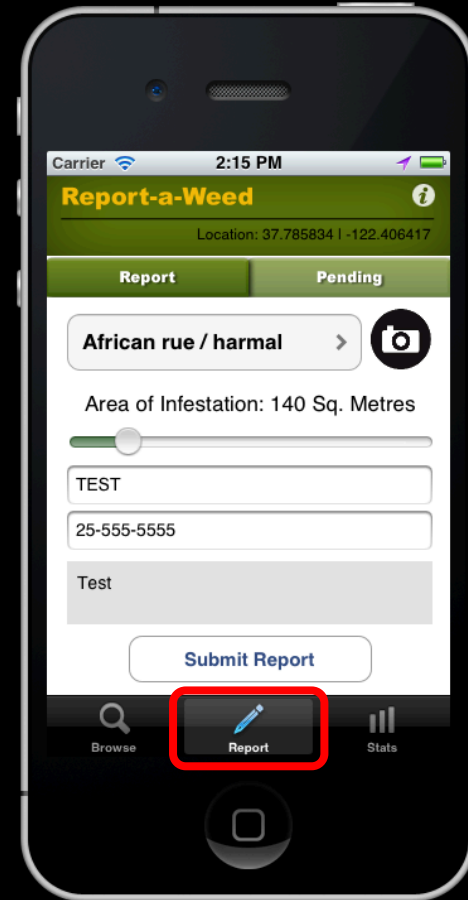 Carrier 2:15 PM
Report-a-Weed
Location: 37.785834 | -122.406417
Report Pending
African rue / harmal
Area of Infestation: 140 Sq. Metres
TEST
25-555-5555
Test
Submit Report
Browse Report Stats